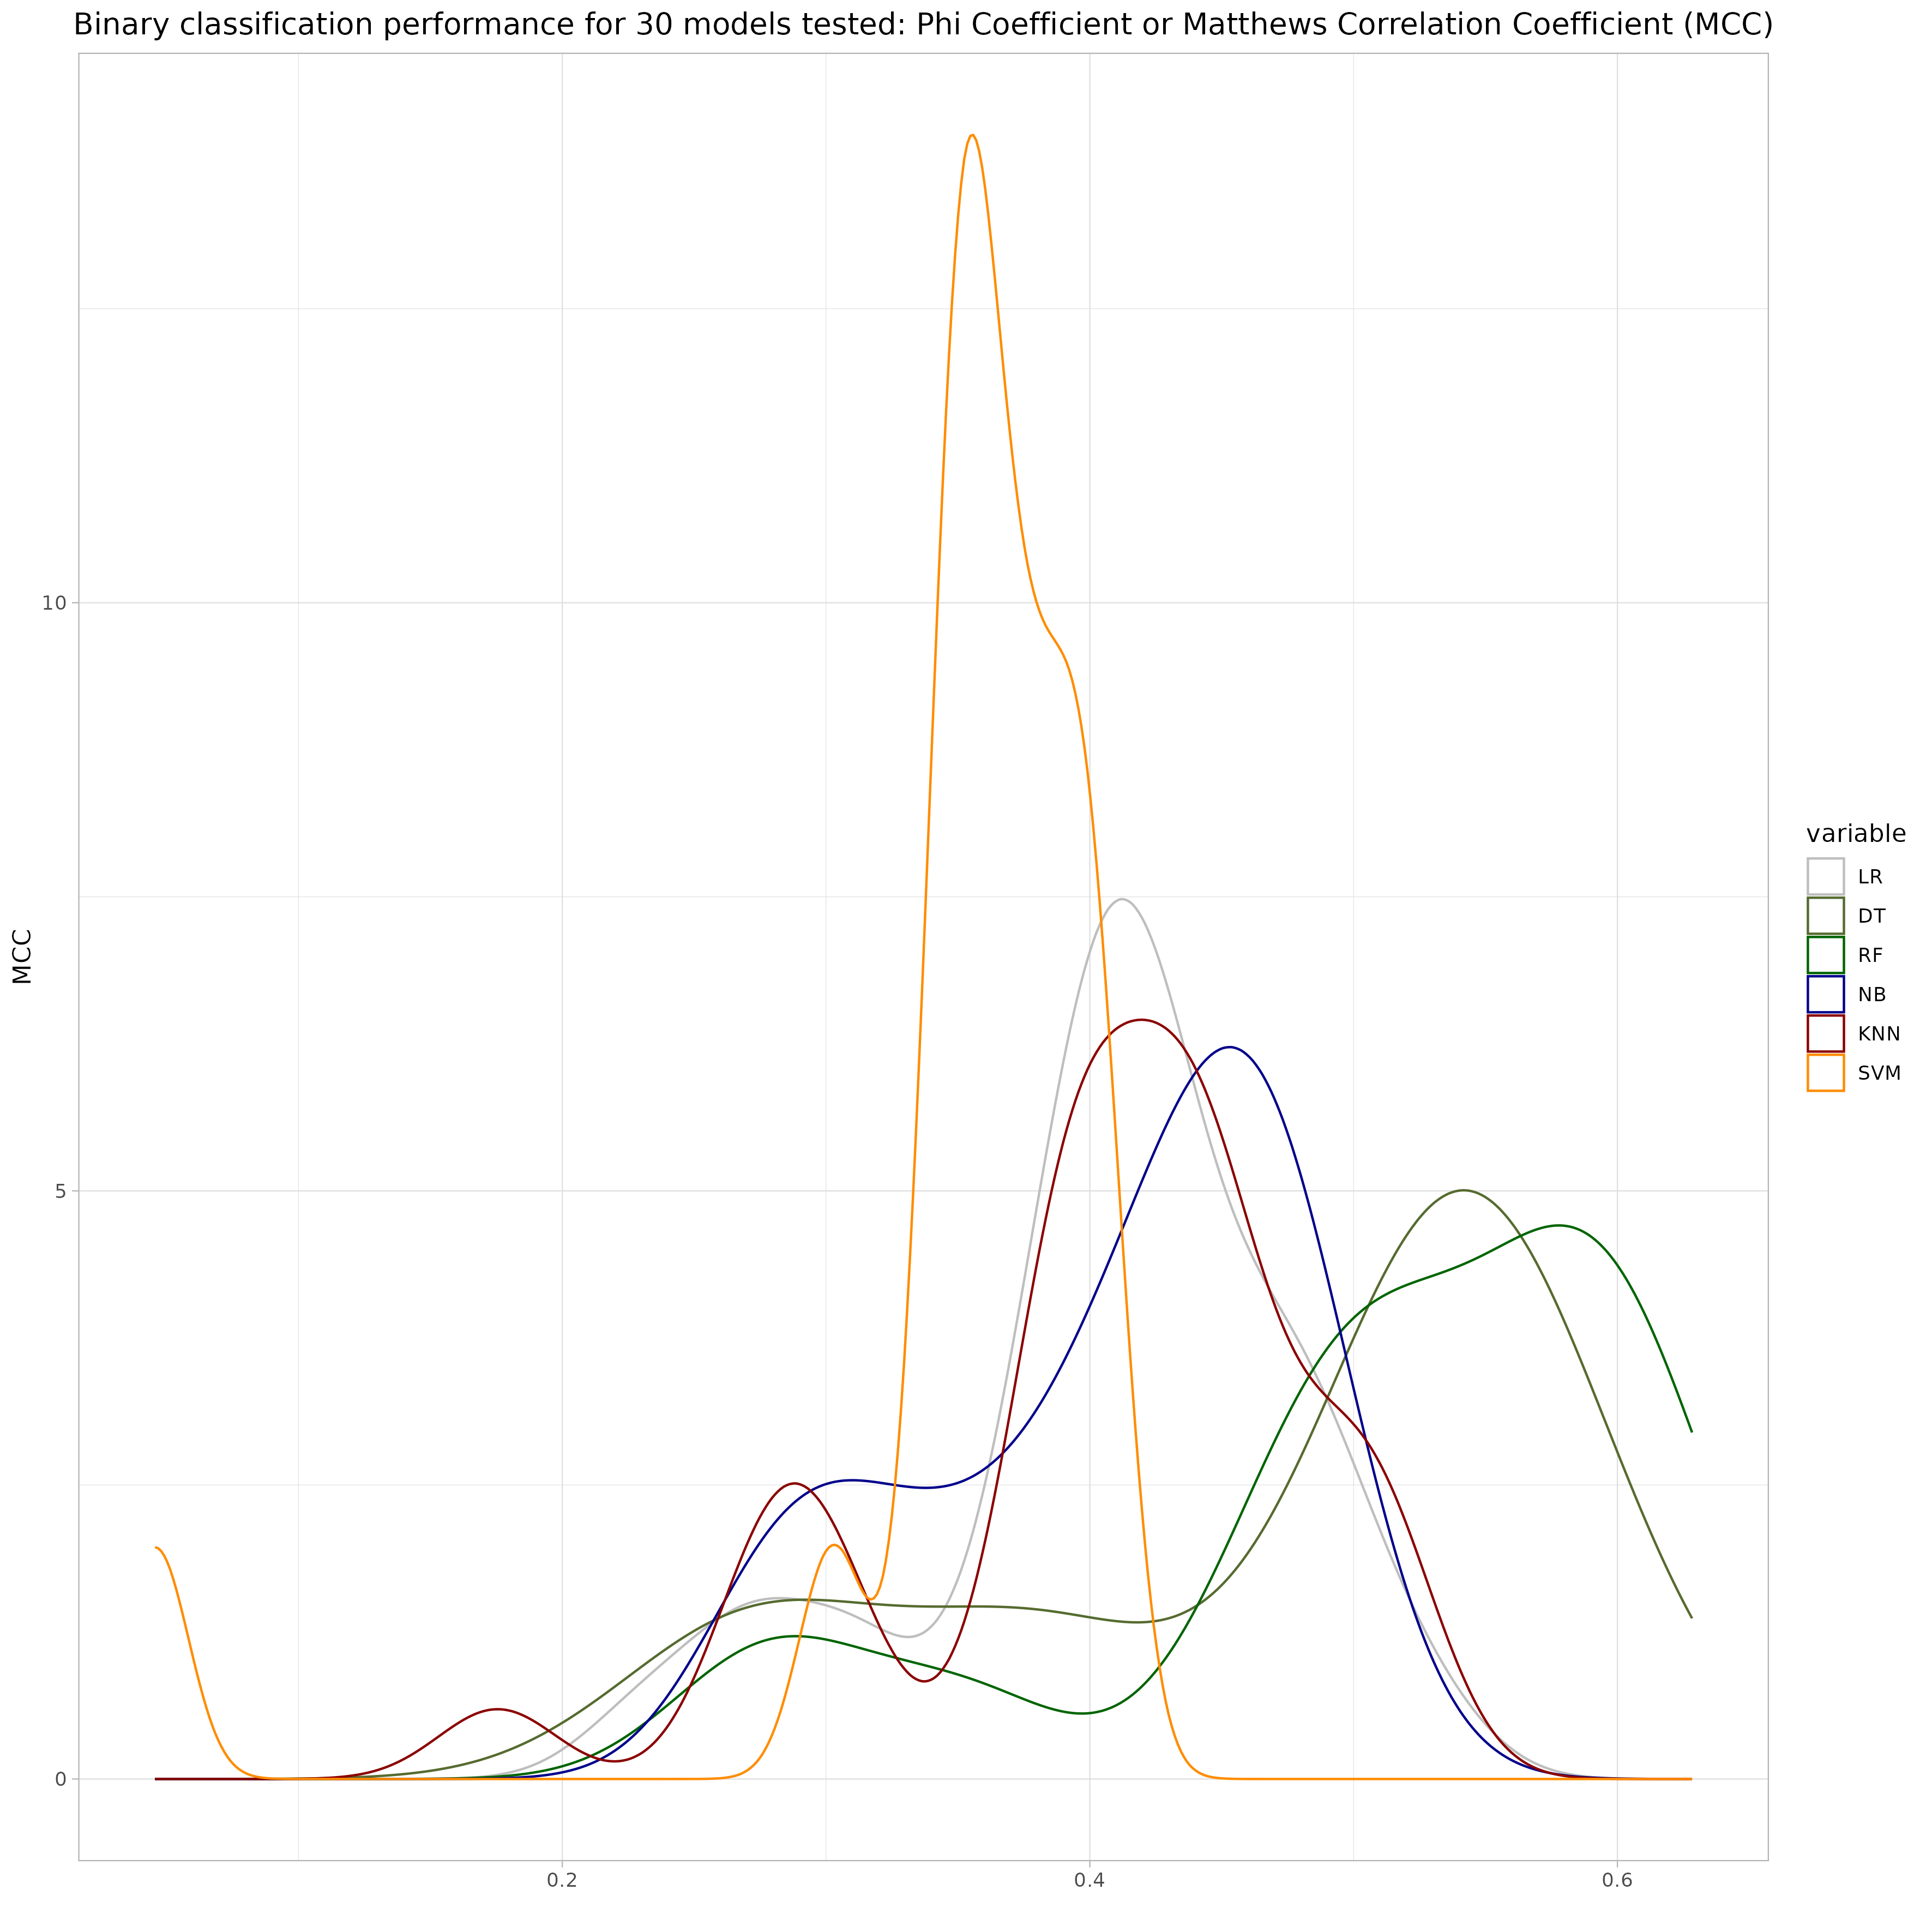 Binary classification performance for 30 models tested: Phi Coefficient or Matthews Correlation Coefficient (MCC)
10
5
0
MCC
0.2
0.4
0.6
variable
LR
DT
RF
NB
KNN
SVM